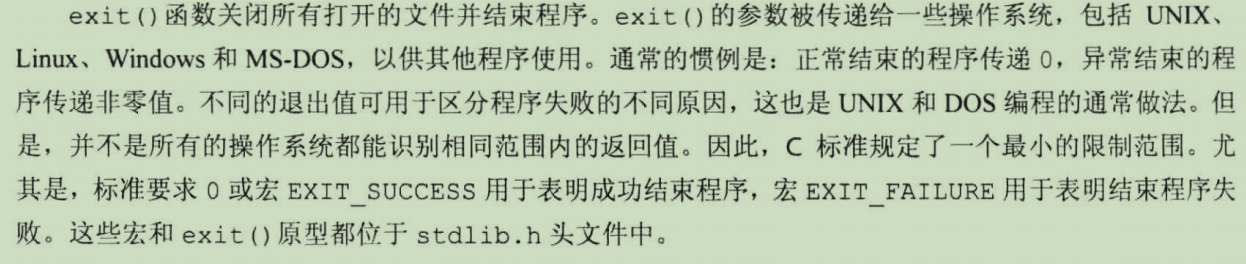 exit()函数关闭所有打开的文件并结束程序。exit()的参数被传递给一些操作系统，包括 UNIX、
Linux、Windows 和 MS-DOS，以供其他程序使用。通常的惯例是：正常结束的程序传递 0，异常结束的程
序传递非零值。不同的退出值可用于区分程序失败的不同原因，这也是 UNIX 和 DOS 编程的通常做法。但
是，并不是所有的操作系统都能识别相同范围内的返回值。因此，C 标准规定了一个最小的限制范围。尤
其是，标准要求 0 或宏 EXIT_SUCCESS 用于表明成功结束程序，宏 EXIT_FAILURE 用于表明结束程序失
败。这些宏和 exit()原型都位于 stdlib.h 头文件中。